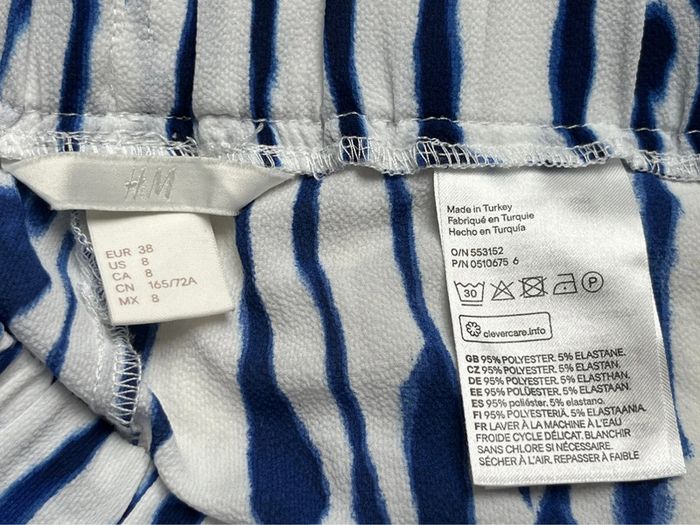 H&M
EUR 38
US 8
CA 8
CN 165/72A
MX 8
Made in Turkey
Fabriqué en Turquie
Hecho en Turquía
O/N 553152
P/N 0510675 6
30
P
clevercare.info
GB 95% POLYESTER. 5% ELASTANE.
CZ 95% POLYESTER. 5% ELASTAN.
DE 95% POLYESTER. 5% ELASTHAN.
EE 95% POLÜESTER. 5% ELASTAAN.
ES 95% poliéster. 5% elastano.
FI 95% POLYESTERIÄ. 5% ELASTAANIA.
FR LAVER À LA MACHINE À L'EAU
FROIDE CYCLE DÉLICAT. BLANCHIR
SANS CHLORE SI NÉCESSAIRE.
SÉCHER À L'AIR. REPASSER À FAIBLE